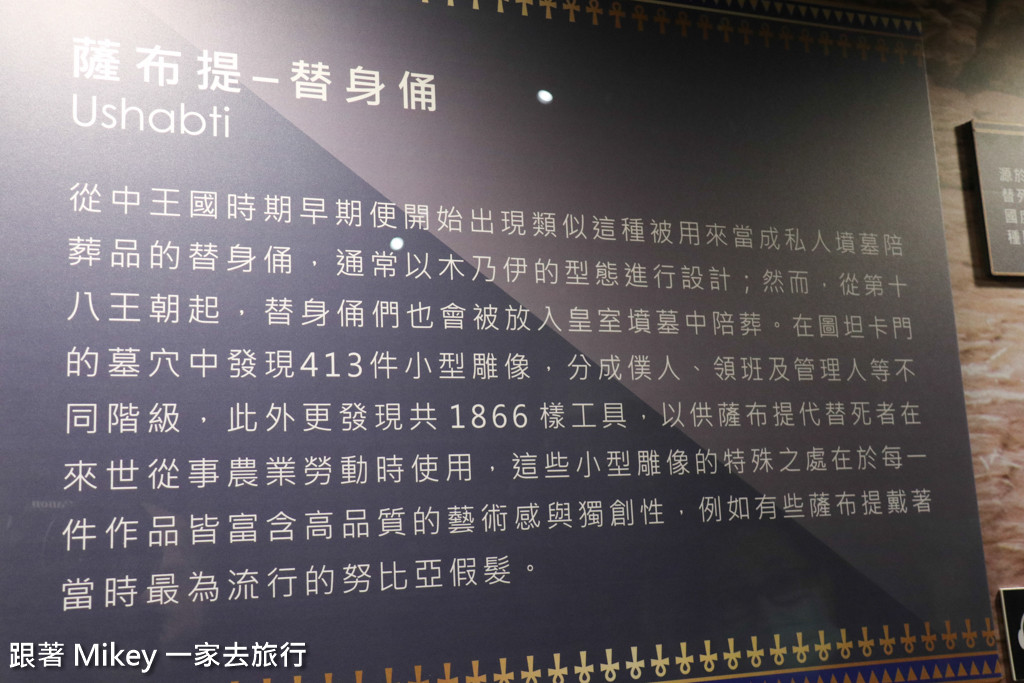 薩布提–替身俑
Ushabti
從中王國時期早期便開始出現類似這種被用來當成私人墳墓陪
葬品的替身俑，通常以木乃伊的型態進行設計；然而，從第十
八王朝起，替身俑們也會被放入皇室墳墓中陪葬。在圖坦卡門
的墓穴中發現413件小型雕像，分成僕人、領班及管理人等不
同階級，此外更發現共1866樣工具，以供薩布提代替死者在
來世從事農業勞動時使用，這些小型雕像的特殊之處在於每一
件作品皆富含高品質的藝術感與獨創性，例如有些薩布提戴著
當時最為流行的努比亞假髮。
源於
替死
種
跟著 Mikey 一家去旅行